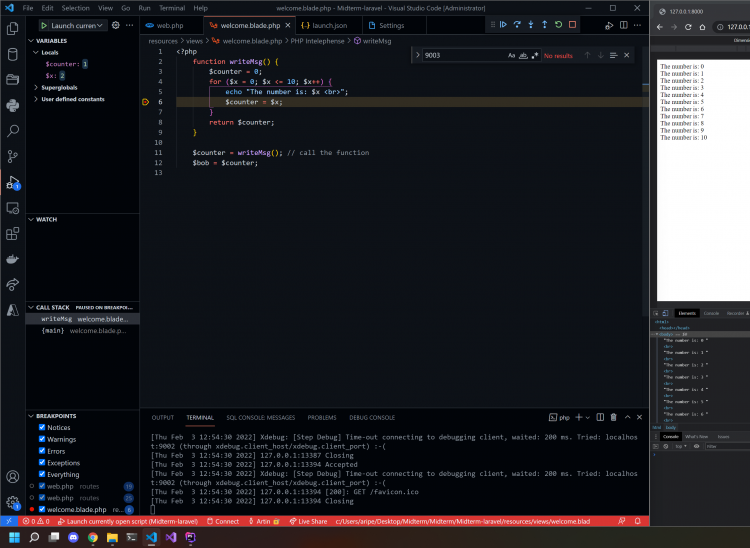 File Edit Selection View Go Run Terminal Help
welcome.blade.php - Midterm-laravel - Visual Studio Code [Administrator]
Launch curren
web.php
welcome.blade.php
launch.json
Settings
VARIABLES
Locals
$counter: 1
$x: 2
Superglobals
User defined constants
WATCH
CALL STACK PAUSED ON BREAKPOI...
writeMsg welcome.blade...
{main} welcome.blade.p...
BREAKPOINTS
Notices
Warnings
Errors
Exceptions
Everything
web.php routes 19
web.php routes 25
welcome.blade.php re... 6
resources > views > welcome.blade.php > PHP Intelephense > writeMsg
9003
Aa ab
No results
1 <?php
2 function writeMsg() {
3 $counter = 0;
4 for ($x = 0; $x <= 10; $x++) {
5 echo "The number is: $x <br>";
6 $counter = $x;
7 }
8 return $counter;
9 }
10
11 $counter = writeMsg(); // call the function
12 $bob = $counter;
13
OUTPUT TERMINAL SQL CONSOLE: MESSAGES PROBLEMS DEBUG CONSOLE
php
[Thu Feb 3 12:54:30 2022] Xdebug: [Step Debug] Time-out connecting to debugging client, waited: 200 ms. Tried: localhos
t:9002 (through xdebug.client_host/xdebug.client_port) :-(
[Thu Feb 3 12:54:30 2022] 127.0.0.1:13387 Closing
[Thu Feb 3 12:54:30 2022] 127.0.0.1:13394 Accepted
[Thu Feb 3 12:54:30 2022] Xdebug: [Step Debug] Time-out connecting to debugging client, waited: 200 ms. Tried: localhos
t:9002 (through xdebug.client_host/xdebug.client_port) :-(
[Thu Feb 3 12:54:30 2022] 127.0.0.1:13394 [200]: GET /favicon.ico
[Thu Feb 3 12:54:30 2022] 127.0.0.1:13394 Closing
0 0 Launch currently open script (Midterm-laravel) Connect Artin Live Share c/Users/aripe/Desktop/Midterm/Midterm/Midterm-laravel/resources/views/welcome.blad
127.0.0.1:8000
127.0.0.1
Dimensi
The number is: 0
The number is: 1
The number is: 2
The number is: 3
The number is: 4
The number is: 5
The number is: 6
The number is: 7
The number is: 8
The number is: 9
The number is: 10
Elements Console Recorder
<html>
<head></head>
<body> == $0
"The number is: 0 "
<br>
"The number is: 1 "
<br>
"The number is: 2 "
<br>
"The number is: 3 "
<br>
"The number is: 4 "
<br>
"The number is: 5 "
<br>
"The number is: 6 "
<br>
html body
Console What's New Issues
top
Filter